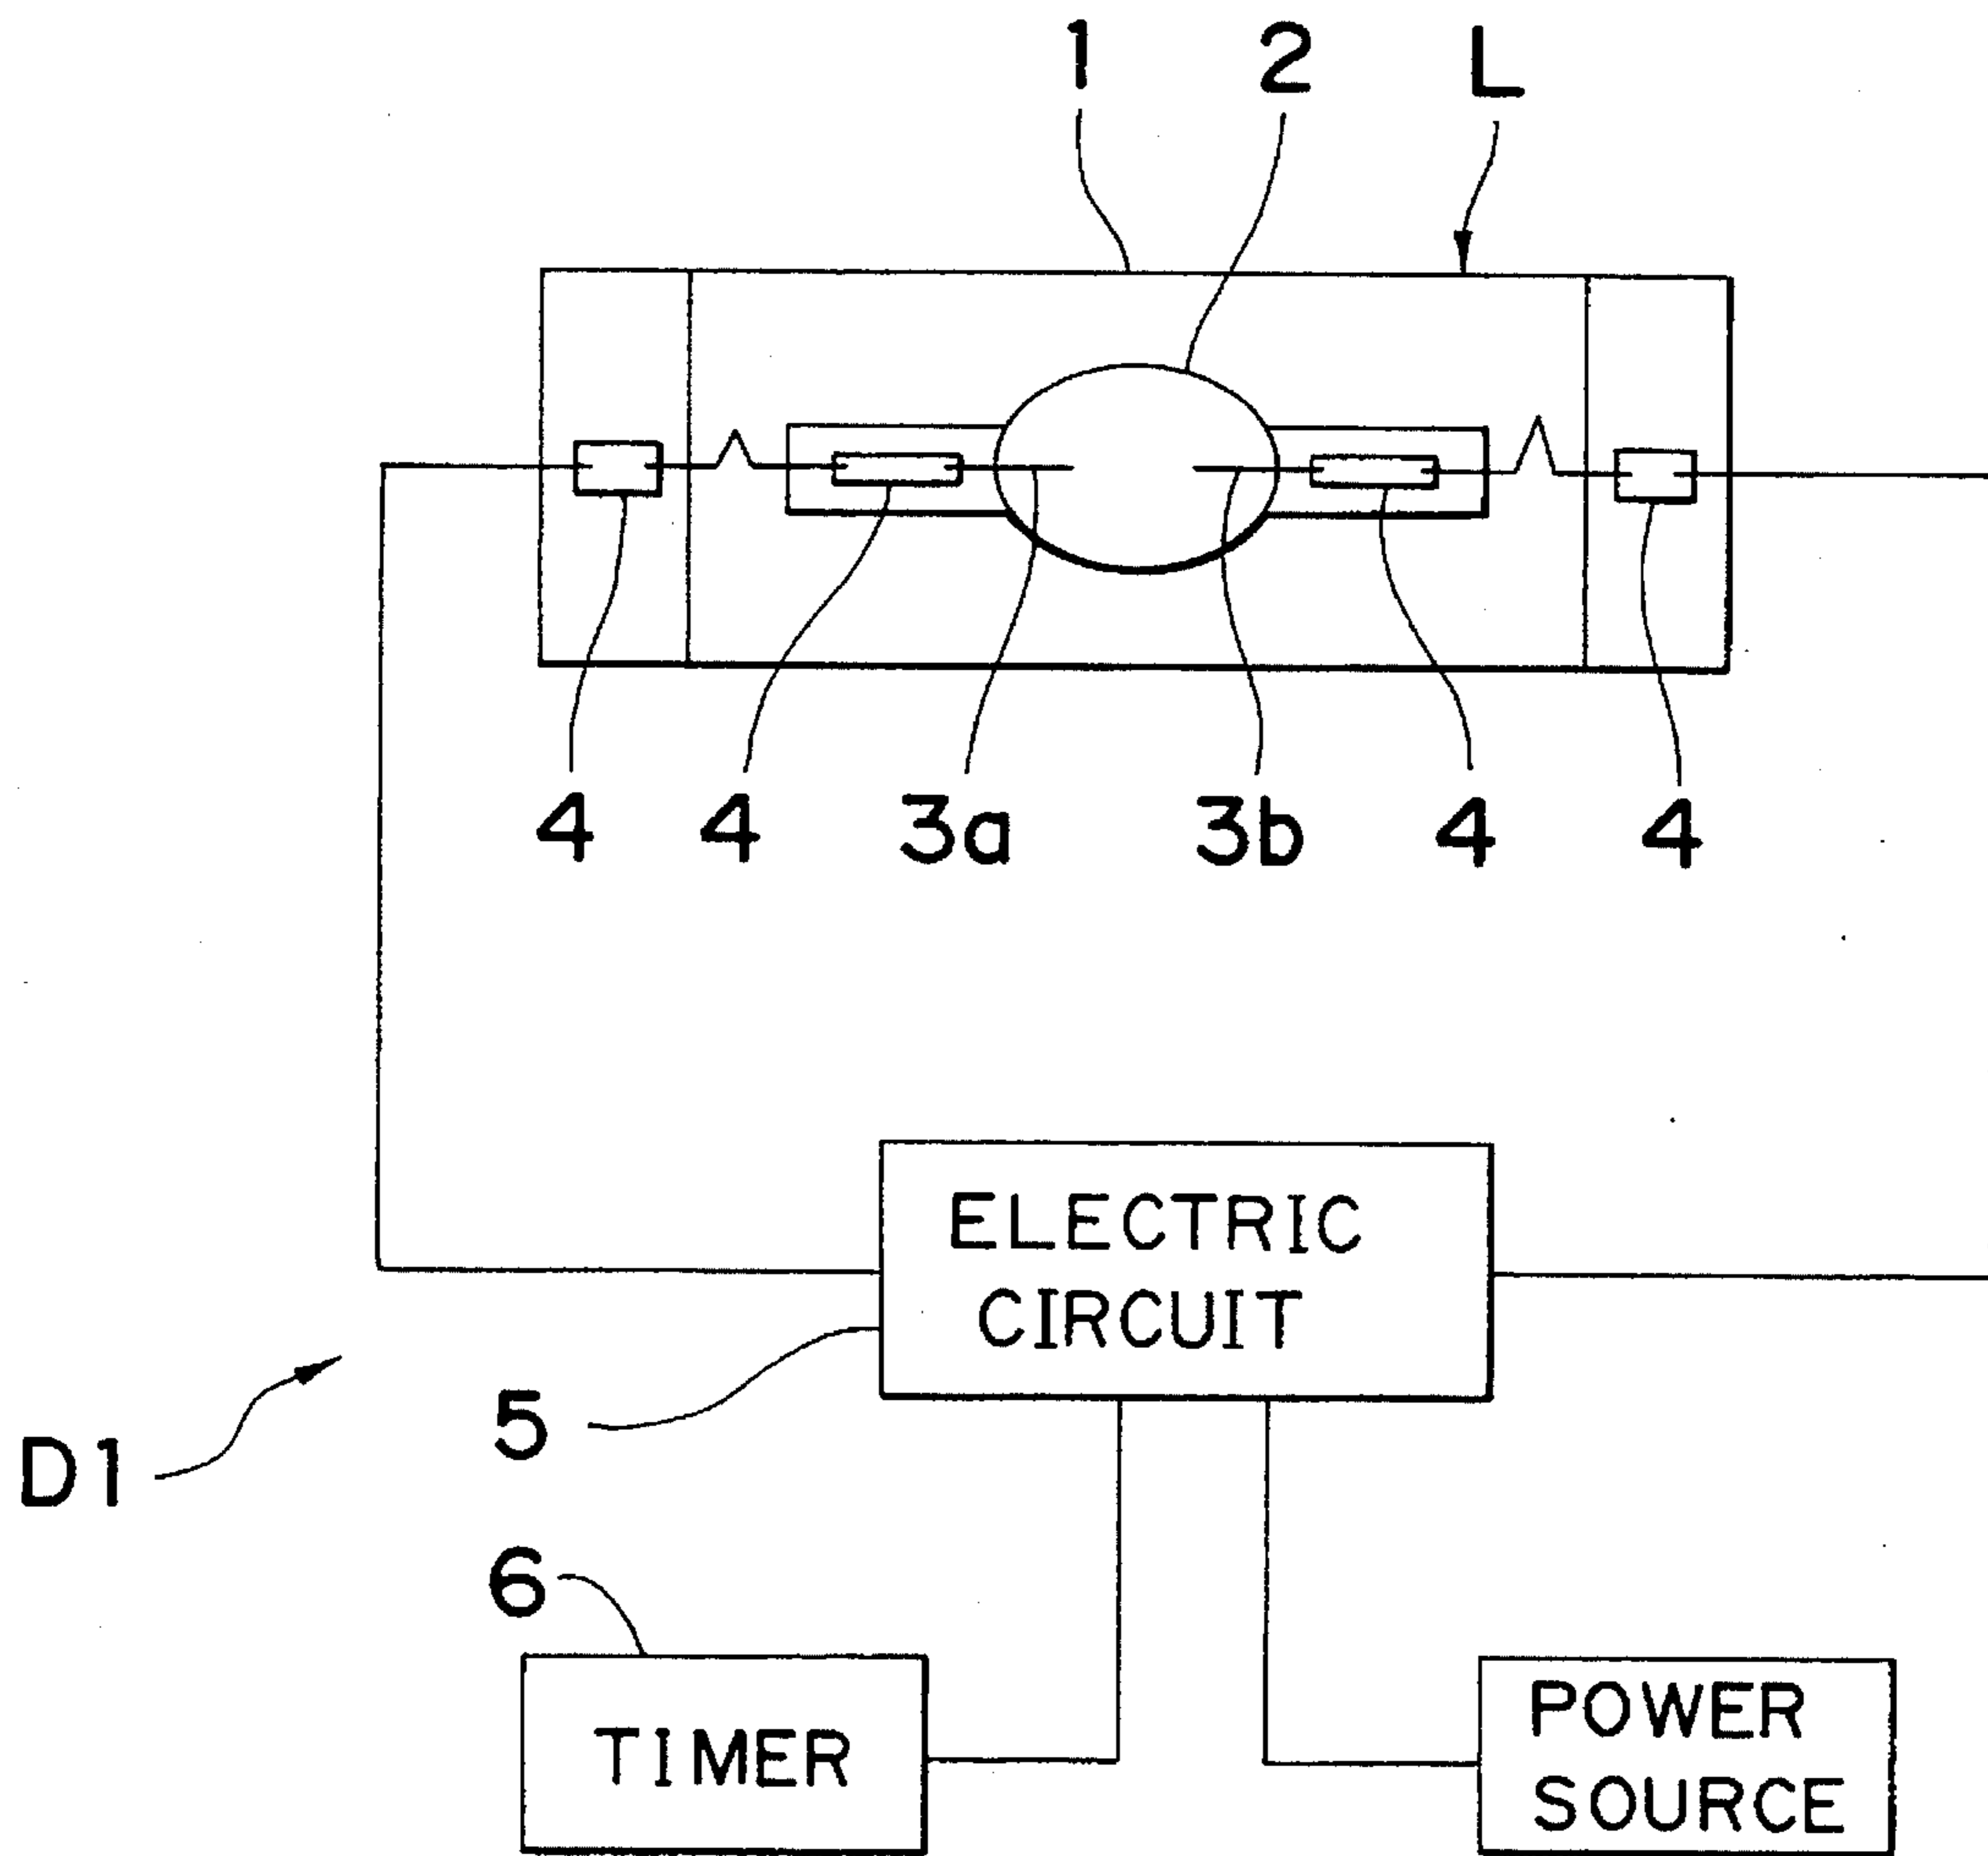 1 2 L
4 4 3a 3b 4 4
ELECTRIC
CIRCUIT
5
D1
6
TIMER
POWER
SOURCE